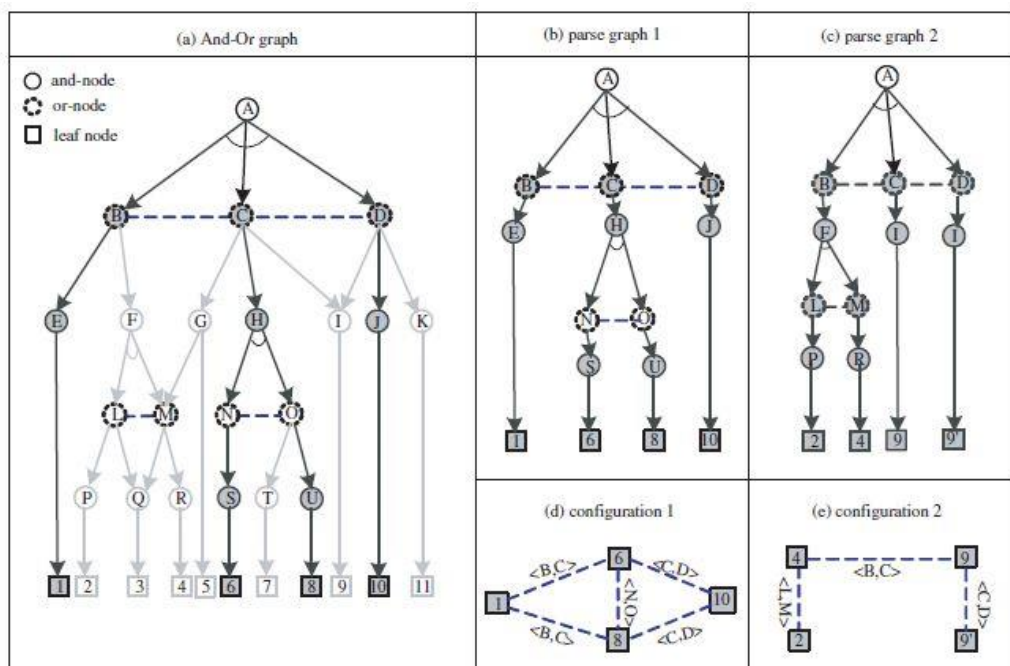 (a) And-Or graph
and-node
or-node
leaf node
A
B C D
E F G H I J K
L M N O
P Q R S T U
1 2 3 4 5 6 7 8 9 10 11
(b) parse graph 1
A
B C D
E H J
N O
S U
1 6 8 10
(c) parse graph 2
A
B C D
F I I
L M
P R
2 4 9 9'
(d) configuration 1
6
<B,C> <C,D>
1 <N,O> 10
<B,C> <C,D>
8
(e) configuration 2
4 9
<B,C>
<L,M> <C,D>
2 9'